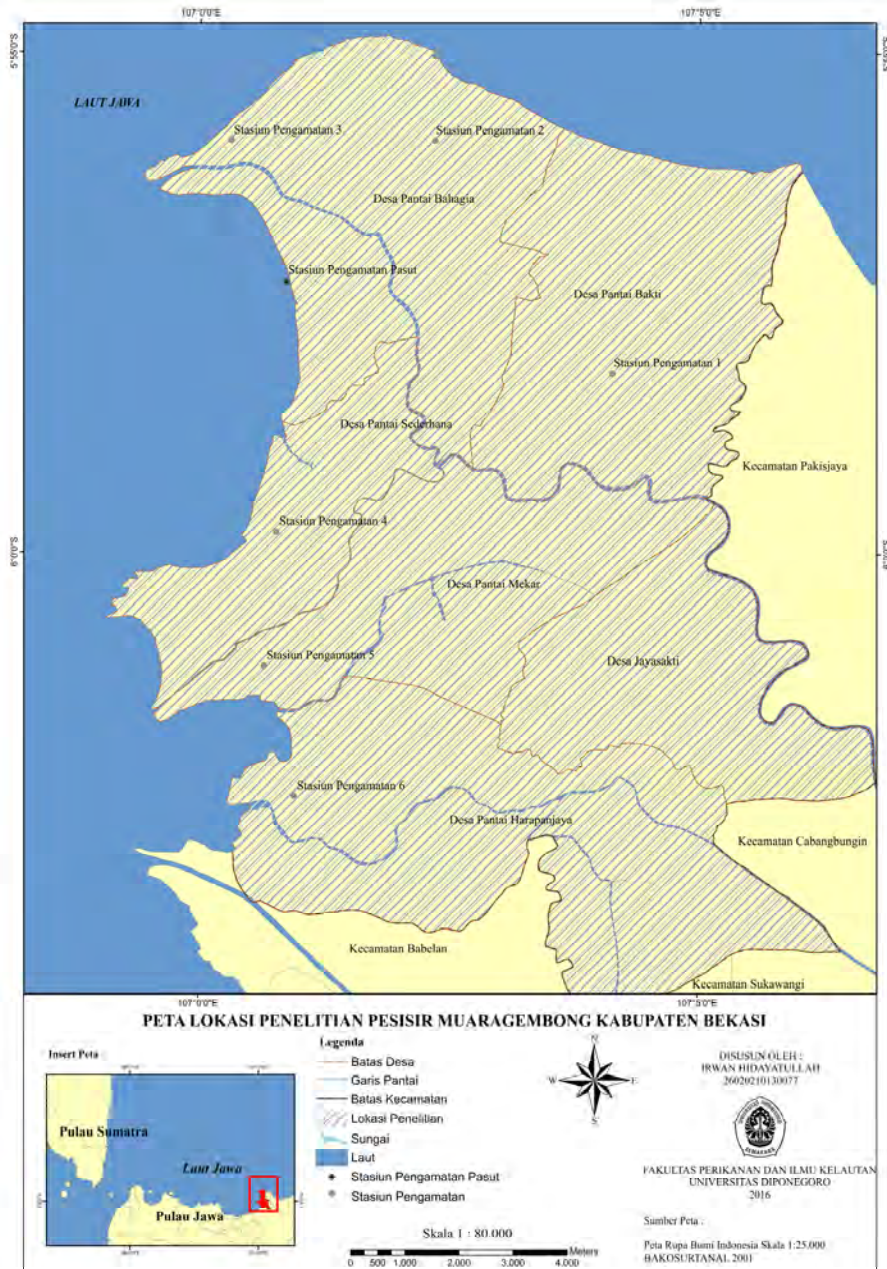 107°0'0"E
107°5'0"E
5°55'0"S
LAUT JAWA
Stasiun Pengamatan 3
Stasiun Pengamatan 2
Desa Pantai Bahagia
Stasiun Pengamatan Pasut
Desa Pantai Bakti
Stasiun Pengamatan 1
Desa Pantai Sederhana
Kecamatan Pakisjaya
Stasiun Pengamatan 4
6°0'0"S
Desa Pantai Mekar
Stasiun Pengamatan 5
Desa Jayasakti
Stasiun Pengamatan 6
Desa Pantai Harapanjaya
Kecamatan Cabangbungin
Kecamatan Babelan
Kecamatan Sukawangi
107°0'0"E
107°5'0"E
PETA LOKASI PENELITIAN PESISIR MUARAGEMBONG KABUPATEN BEKASI
Insert Peta
Pulau Sumatra
Laut Jawa
Pulau Jawa
Legenda
Batas Desa
Garis Pantai
Batas Kecamatan
Lokasi Penelitian
Sungai
Laut
Stasiun Pengamatan Pasut
Stasiun Pengamatan
Skala 1 : 80.000
Meters
0 500 1.000 2.000 3.000 4.000
N
W E
S
DISUSUN OLEH :
IRWAN HIDAYATULLAH
26020210130077
FAKULTAS PERIKANAN DAN ILMU KELAUTAN
UNIVERSITAS DIPONEGORO
2016
Sumber Peta :
Peta Rupa Bumi Indonesia Skala 1:25.000
BAKOSURTANAL 2001